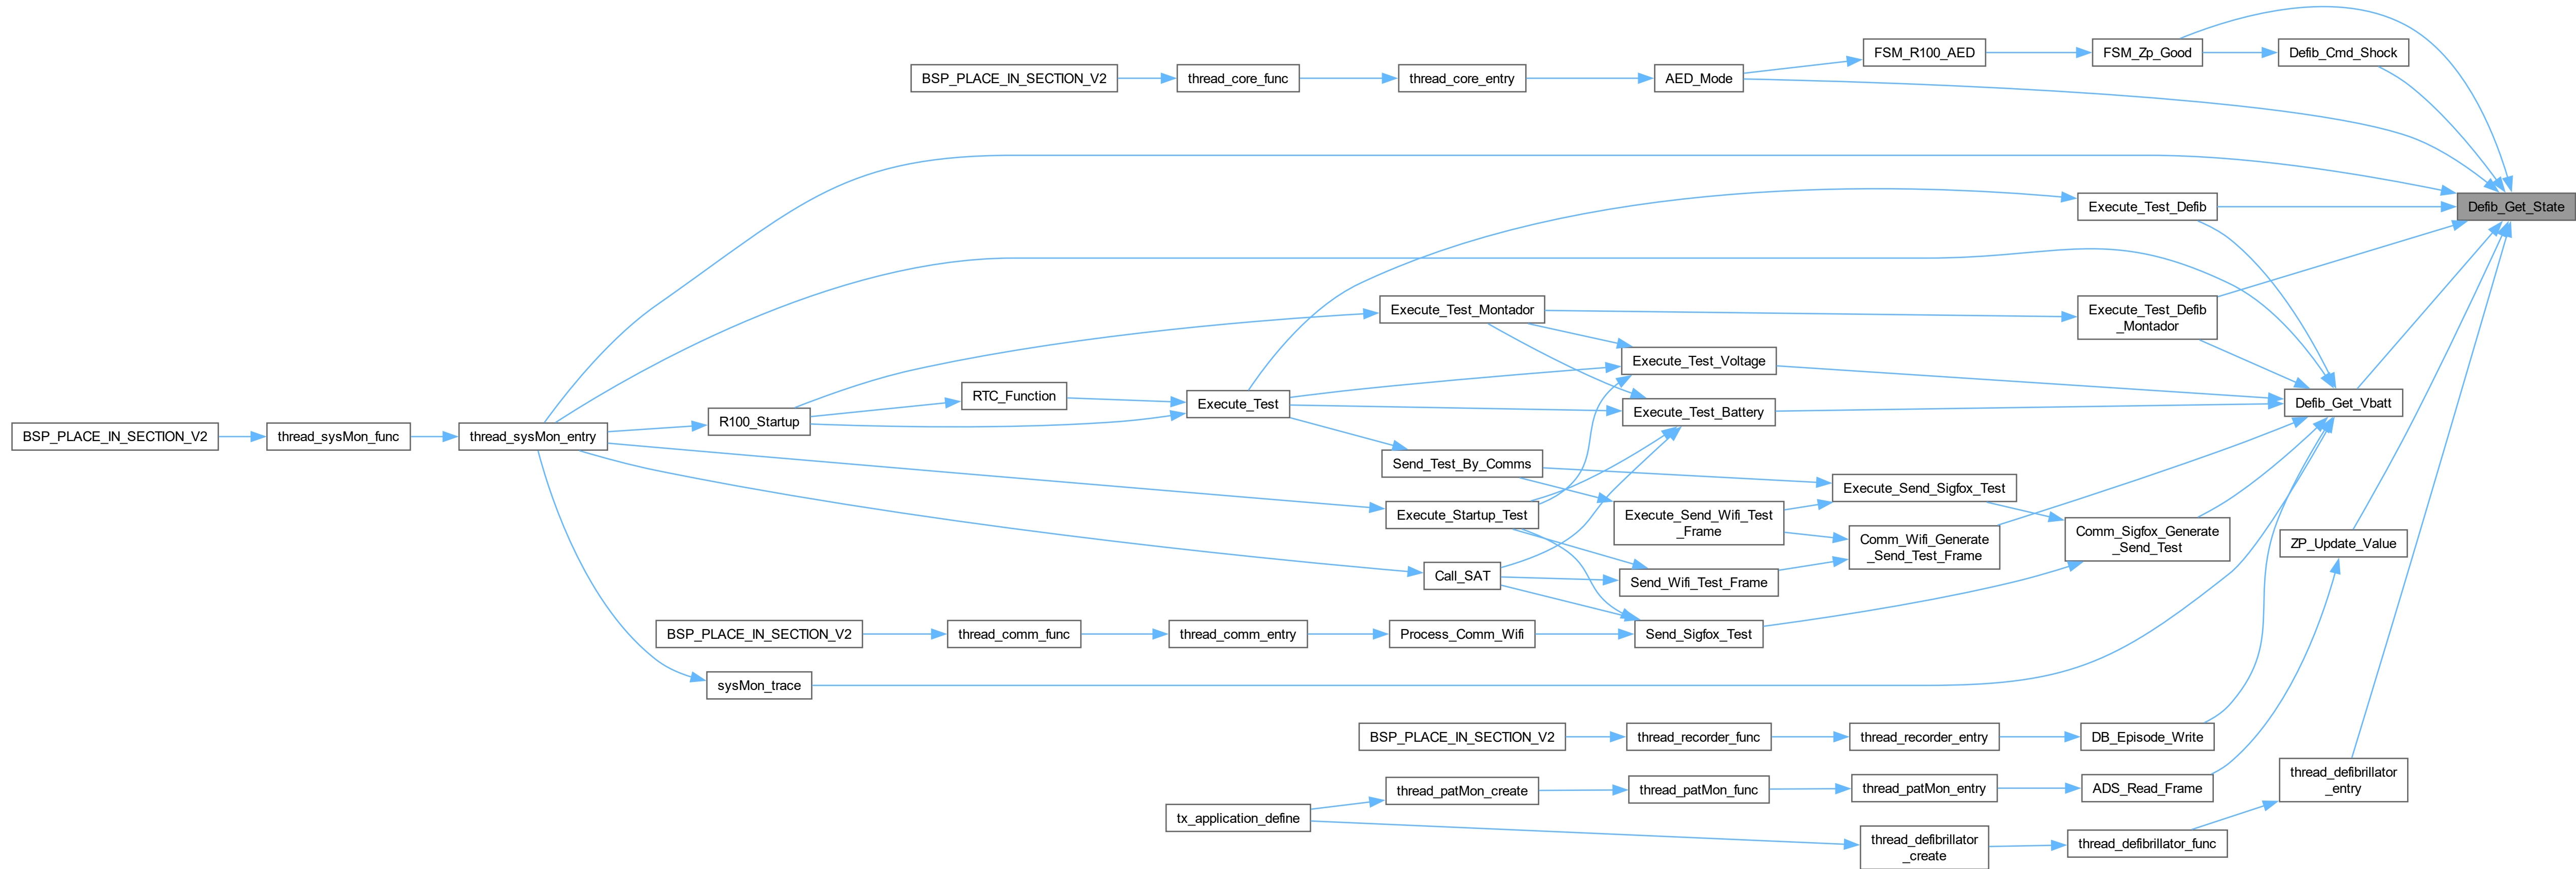 FSM_R100_AED
FSM_Zp_Good
Defib_Cmd_Shock
BSP_PLACE_IN_SECTION_V2
thread_core_func
thread_core_entry
AED_Mode
Execute_Test_Defib
Defib_Get_State
Execute_Test_Montador
Execute_Test_Defib
_Montador
Execute_Test_Voltage
RTC_Function
Execute_Test
Execute_Test_Battery
Defib_Get_Vbatt
BSP_PLACE_IN_SECTION_V2
thread_sysMon_func
thread_sysMon_entry
R100_Startup
Send_Test_By_Comms
Execute_Send_Sigfox_Test
Execute_Startup_Test
Execute_Send_Wifi_Test
_Frame
Comm_Wifi_Generate
_Send_Test_Frame
Comm_Sigfox_Generate
_Send_Test
ZP_Update_Value
Call_SAT
Send_Wifi_Test_Frame
BSP_PLACE_IN_SECTION_V2
thread_comm_func
thread_comm_entry
Process_Comm_Wifi
Send_Sigfox_Test
sysMon_trace
BSP_PLACE_IN_SECTION_V2
thread_recorder_func
thread_recorder_entry
DB_Episode_Write
thread_defibrillator
_entry
thread_patMon_create
thread_patMon_func
thread_patMon_entry
ADS_Read_Frame
tx_application_define
thread_defibrillator
_create
thread_defibrillator_func